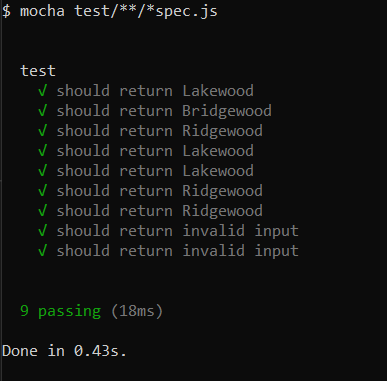 $ mocha test/**/*spec.js
test
√ should return Lakewood
√ should return Bridgewood
√ should return Ridgewood
√ should return Lakewood
√ should return Lakewood
√ should return Ridgewood
√ should return Ridgewood
√ should return invalid input
√ should return invalid input
9 passing (18ms)
Done in 0.43s.